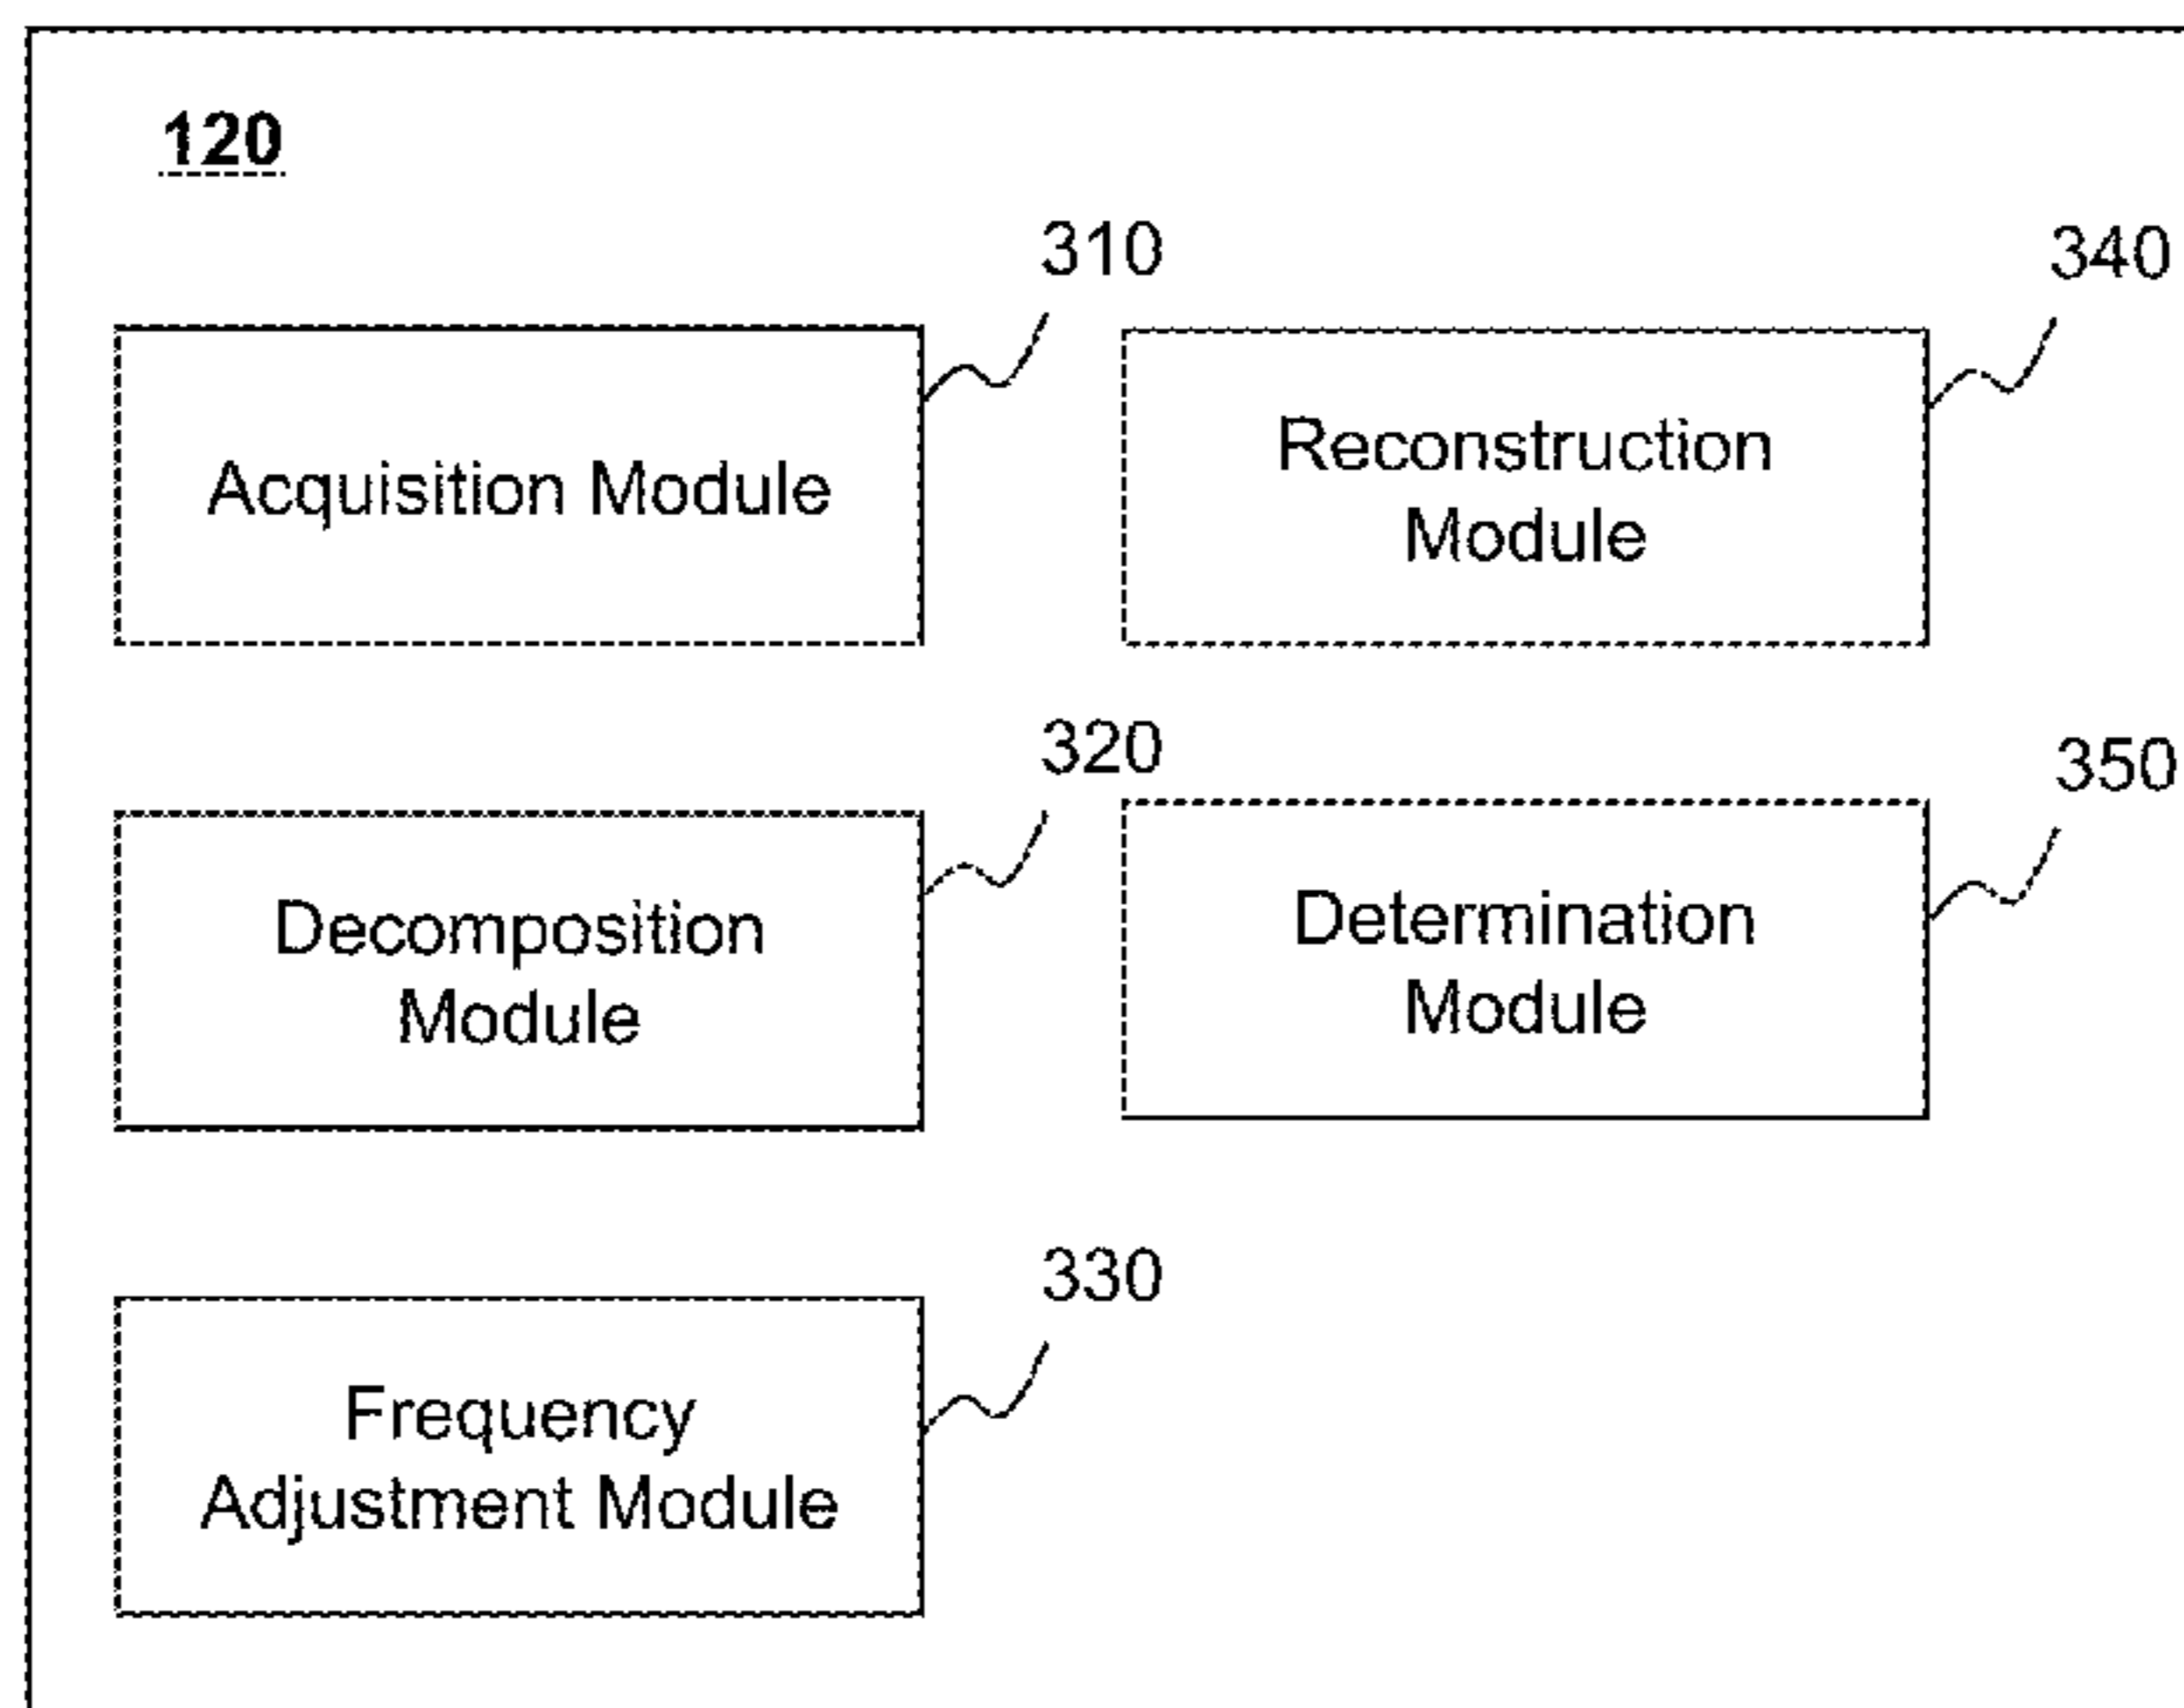 120
310
Acquisition Module
340
Reconstruction
Module
320
Decomposition
Module
350
Determination
Module
330
Frequency
Adjustment Module